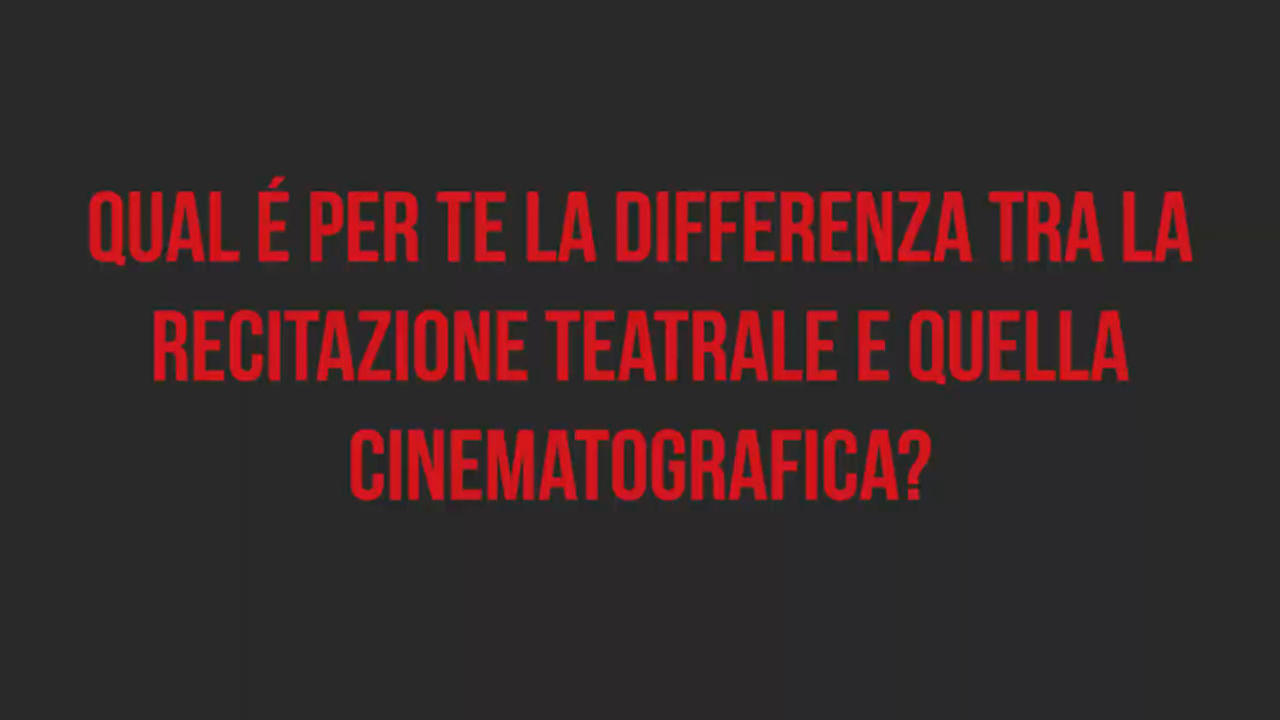 QUAL É PER TE LA DIFFERENZA TRA LA
RECITAZIONE TEATRALE E QUELLA
CINEMATOGRAFICA?